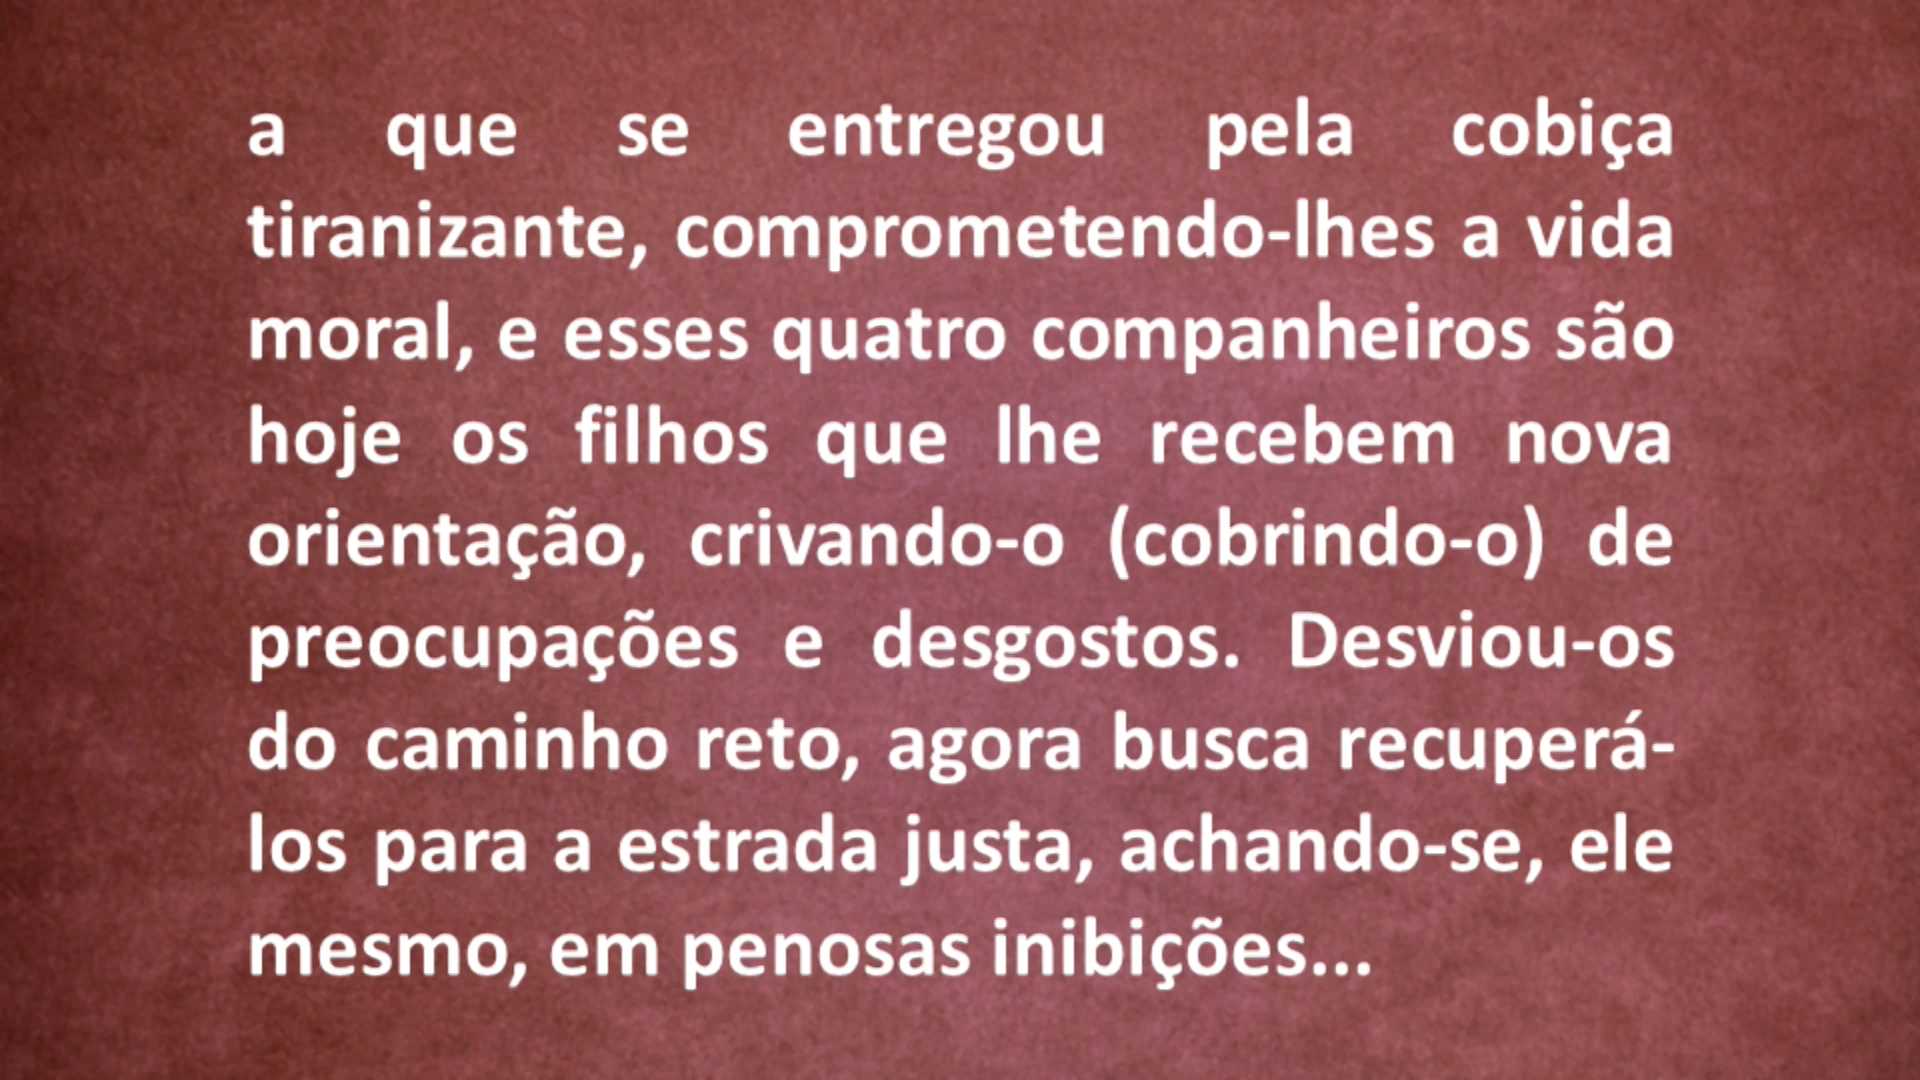 a que se entregou pela cobiça
tiranizante, comprometendo-lhes a vida
moral, e esses quatro companheiros são
hoje os filhos que lhe recebem nova
orientação, crivando-o (cobrindo-o) de
preocupações e desgostos. Desviou-os
do caminho reto, agora busca recuperá-
los para a estrada justa, achando-se, ele
mesmo, em penosas inibições...